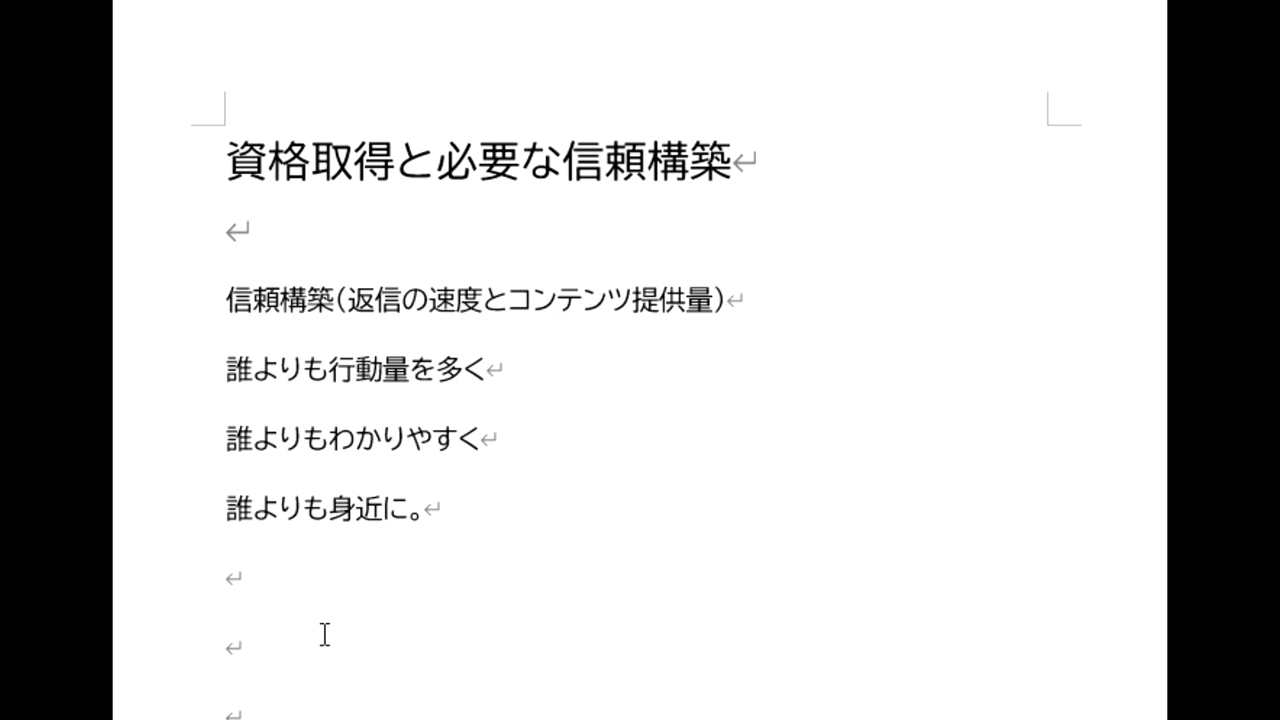 資格取得と必要な信頼構築
信頼構築(返信の速度とコンテンツ提供量)
誰よりも行動量を多く
誰よりもわかりやすく
誰よりも身近に。